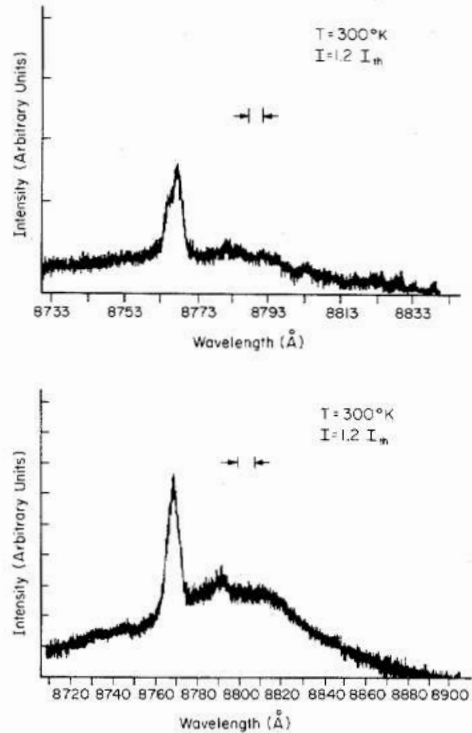 T=300°K
I=1.2 Ith
Intensity (Arbitrary Units)
8733 8753 8773 8793 8813 8833
Wavelength (Å)
T=300°K
I=1.2 Ith
Intensity (Arbitrary Units)
8720 8740 8760 8780 8800 8820 8840 8860 8880 8900
Wavelength (Å)